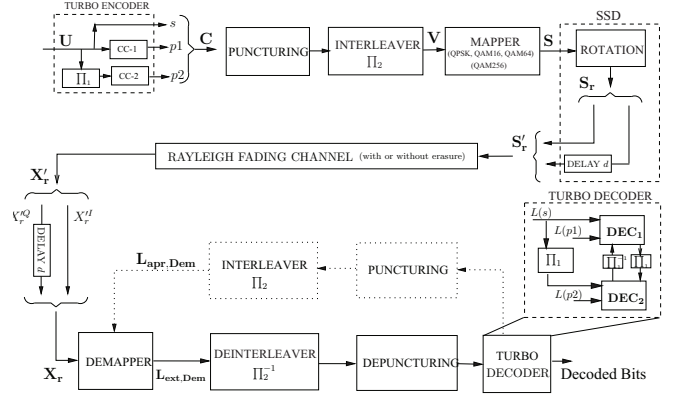 TURBO ENCODER
U
s
CC-1
p1
Π₁
CC-2
p2
C
PUNCTURING
INTERLEAVER
Π₂
V
MAPPER
(QPSK, QAM16, QAM64)
(QAM256)
S
SSD
ROTATION
Sᵣ
S′ᵣ
DELAY d
RAYLEIGH FADING CHANNEL (with or without erasure)
X′ᵣ
X′ᵣQ
X′ᵣI
DELAY d
TURBO DECODER
L(s)
L(p1)
DEC₁
Π₁
Π₁⁻¹
Π₁
L(p2)
DEC₂
L_apr,Dem
INTERLEAVER
Π₂
PUNCTURING
Xᵣ
DEMAPPER
L_ext,Dem
DEINTERLEAVER
Π₂⁻¹
DEPUNCTURING
TURBO
DECODER
Decoded Bits